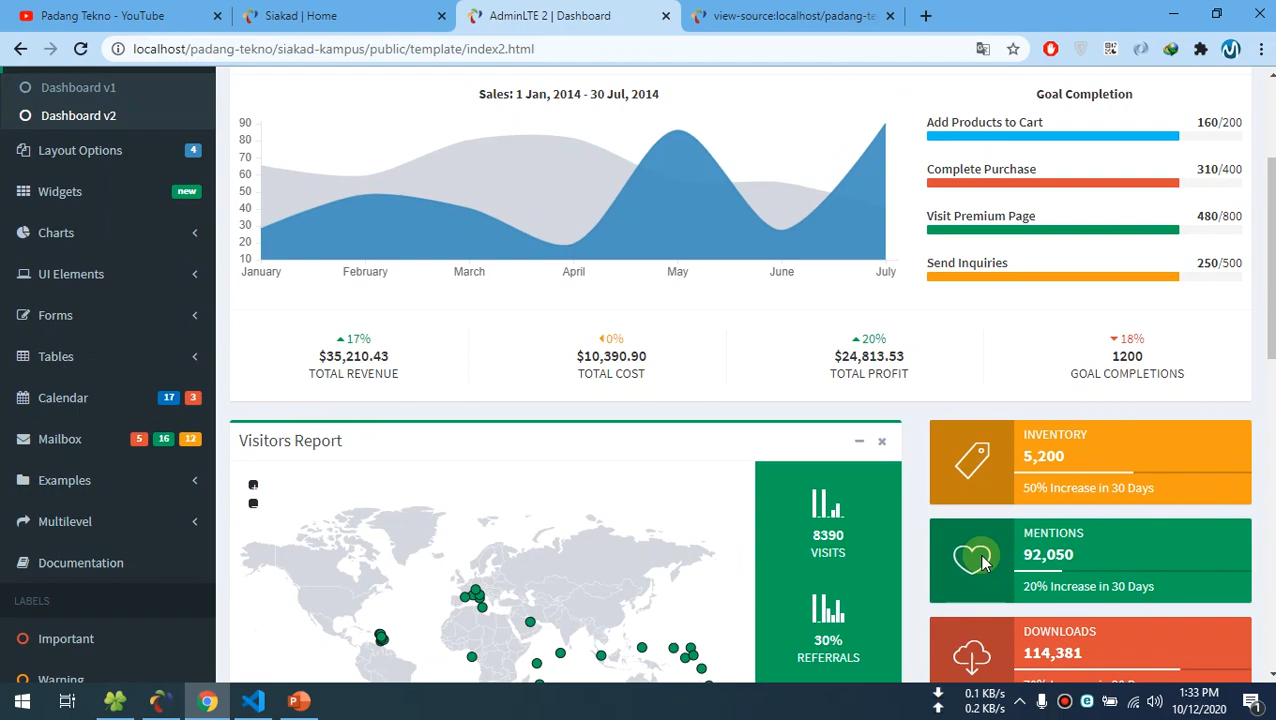 Padang Tekno - YouTube
Siakad | Home
AdminLTE 2 | Dashboard
view-source:localhost/padang-te
localhost/padang-tekno/siakad-kampus/public/template/index2.html
Dashboard v1
Dashboard v2
Layout Options 4
Widgets new
Charts
UI Elements
Forms
Tables
Calendar 17 3
Mailbox 5 16 12
Examples
Multilevel
Documentation
LABELS
Important
Warning
Sales: 1 Jan, 2014 - 30 Jul, 2014
90
80
70
60
50
40
30
20
10
January February March April May June July
Goal Completion
Add Products to Cart 160/200
Complete Purchase 310/400
Visit Premium Page 480/800
Send Inquiries 250/500
17%
$35,210.43
TOTAL REVENUE
0%
$10,390.90
TOTAL COST
20%
$24,813.53
TOTAL PROFIT
18%
1200
GOAL COMPLETIONS
Visitors Report
8390
VISITS
30%
REFERRALS
INVENTORY
5,200
50% Increase in 30 Days
MENTIONS
92,050
20% Increase in 30 Days
DOWNLOADS
114,381
70% Increase in 30 Days
0.1 KB/s
0.2 KB/s
1:33 PM
10/12/2020
1